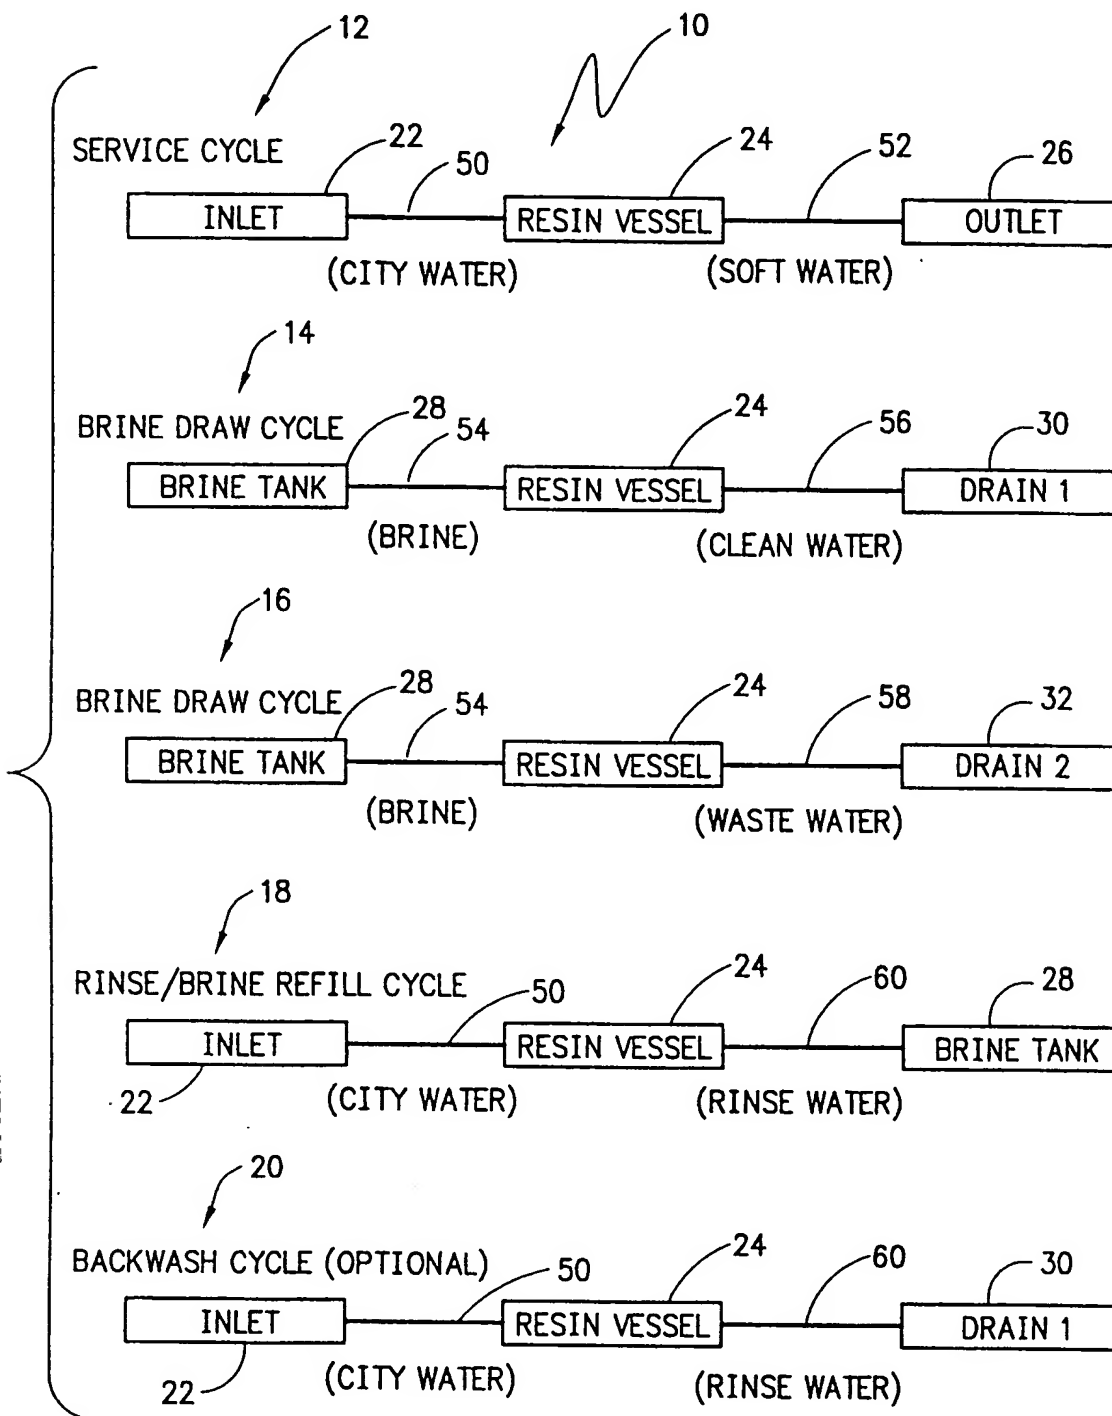 12
10
SERVICE CYCLE
22
50
24
52
26
INLET
RESIN VESSEL
OUTLET
(CITY WATER)
(SOFT WATER)
14
BRINE DRAW CYCLE
28
54
24
56
30
BRINE TANK
RESIN VESSEL
DRAIN 1
(BRINE)
(CLEAN WATER)
16
BRINE DRAW CYCLE
28
54
24
58
32
BRINE TANK
RESIN VESSEL
DRAIN 2
(BRINE)
(WASTE WATER)
18
RINSE/BRINE REFILL CYCLE
50
24
60
28
INLET
RESIN VESSEL
BRINE TANK
22
(CITY WATER)
(RINSE WATER)
20
BACKWASH CYCLE (OPTIONAL)
50
24
60
30
INLET
RESIN VESSEL
DRAIN 1
22
(CITY WATER)
(RINSE WATER)